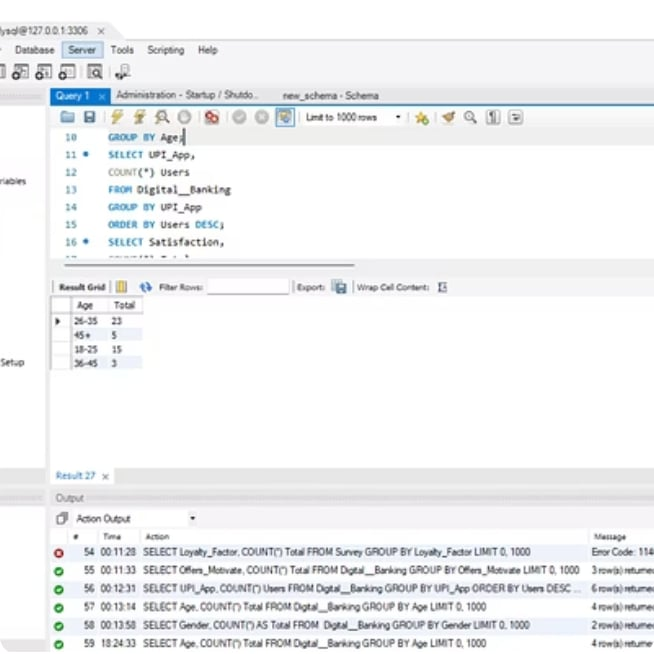 ysql@127.0.0.1:3306 ×
Database Server Tools Scripting Help
Query 1 × Administration - Startup / Shutdo... new_schema - Schema
Limit to 1000 rows
10 GROUP BY Age;
11 SELECT UPI_App,
riables
12 COUNT(*) Users
13 FROM Digital__Banking
14 GROUP BY UPI_App
15 ORDER BY Users DESC;
16 SELECT Satisfaction,
Result Grid Filter Rows: Export: Wrap Cell Content:
Age Total
26-35 23
45+ 5
18-25 15
Setup
36-45 3
Result 27 ×
Output
Action Output
# Time Action Message
54 00:11:28 SELECT Loyalty_Factor, COUNT(*) Total FROM Survey GROUP BY Loyalty_Factor LIMIT 0, 1000 Error Code: 114
55 00:11:33 SELECT Offers_Motivate, COUNT(*) Total FROM Digital__Banking GROUP BY Offers_Motivate LIMIT 0, 1000 3 row(s) returne
56 00:12:31 SELECT UPI_App, COUNT(*) Users FROM Digital__Banking GROUP BY UPI_App ORDER BY Users DESC ... 6 row(s) returne
57 00:13:14 SELECT Age, COUNT(*) Total FROM Digital__Banking GROUP BY Age LIMIT 0, 1000 4 row(s) returne
58 00:13:58 SELECT Gender, COUNT(*) AS Total FROM Digital__Banking GROUP BY Gender LIMIT 0, 1000 2 row(s) returne
59 18:24:33 SELECT Age, COUNT(*) Total FROM Digital__Banking GROUP BY Age LIMIT 0, 1000 4 row(s) returne